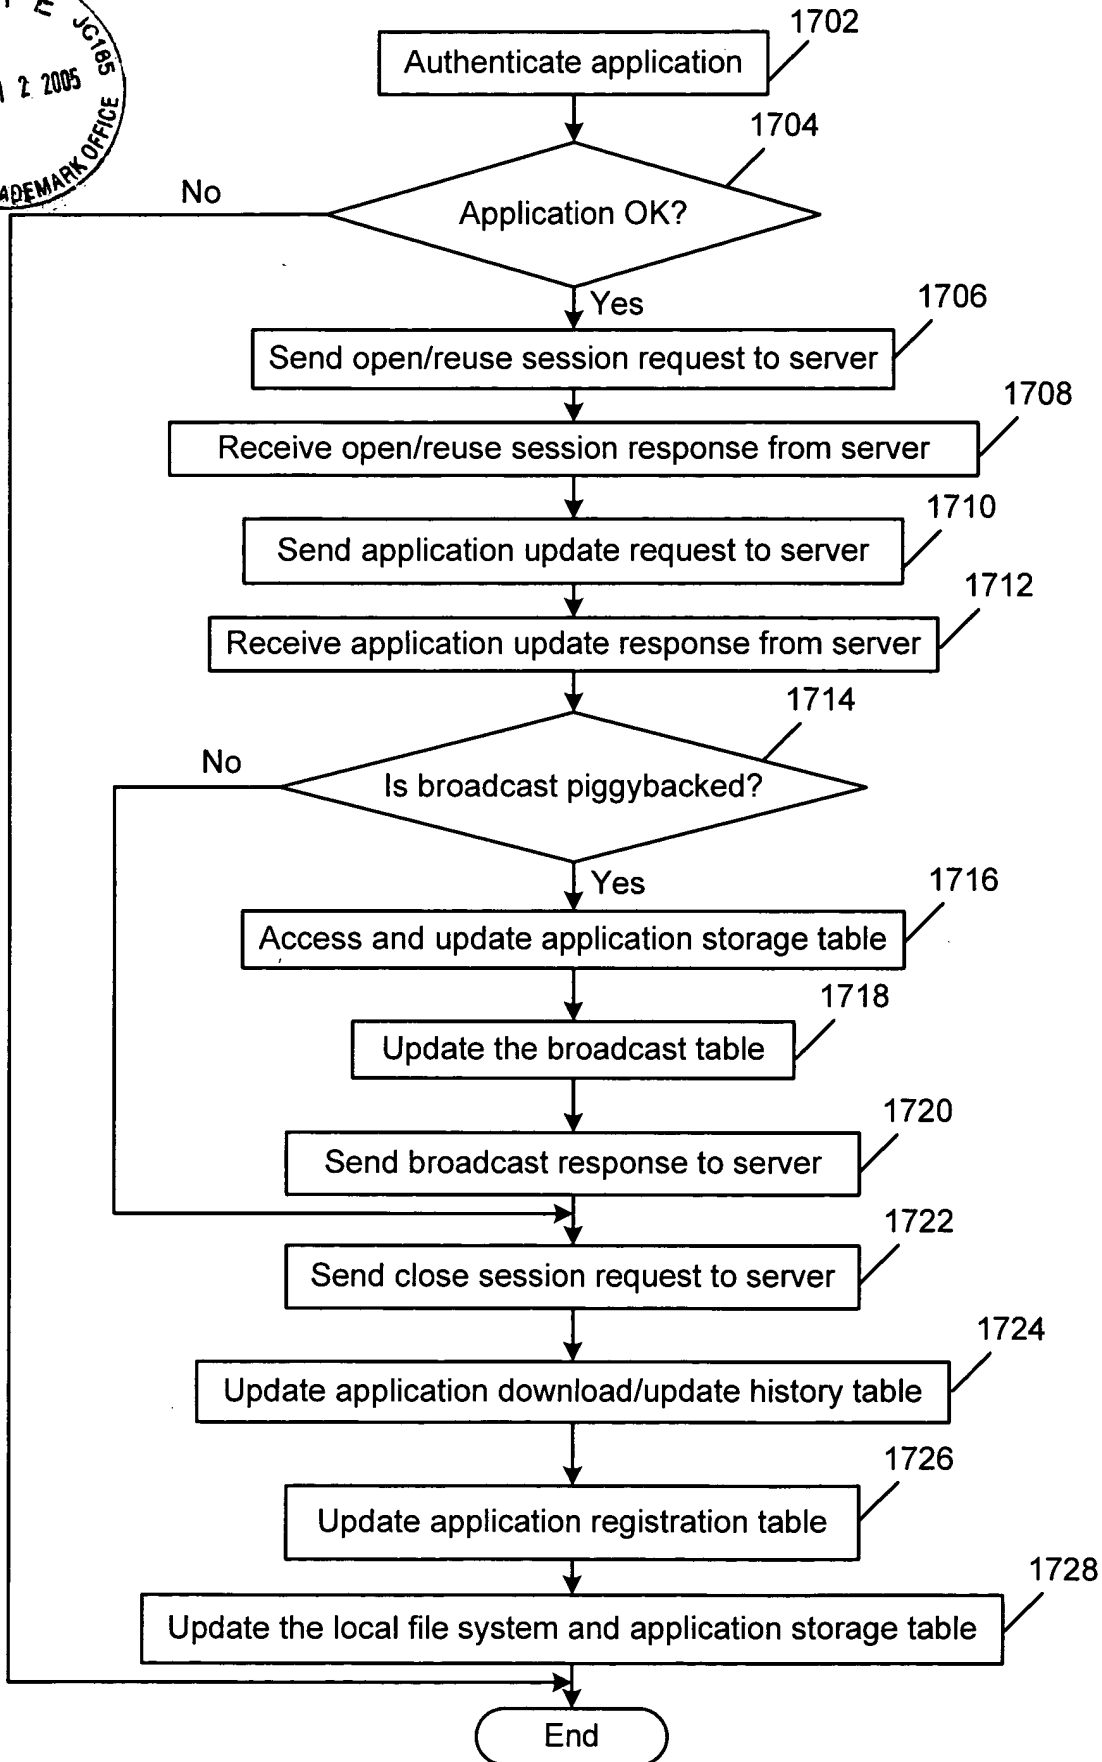 JC185
2 2005
TRADEMARK OFFICE
1702
Authenticate application
1704
No
Application OK?
Yes
1706
Send open/reuse session request to server
1708
Receive open/reuse session response from server
1710
Send application update request to server
1712
Receive application update response from server
1714
No
Is broadcast piggybacked?
Yes
1716
Access and update application storage table
1718
Update the broadcast table
1720
Send broadcast response to server
1722
Send close session request to server
1724
Update application download/update history table
1726
Update application registration table
1728
Update the local file system and application storage table
End